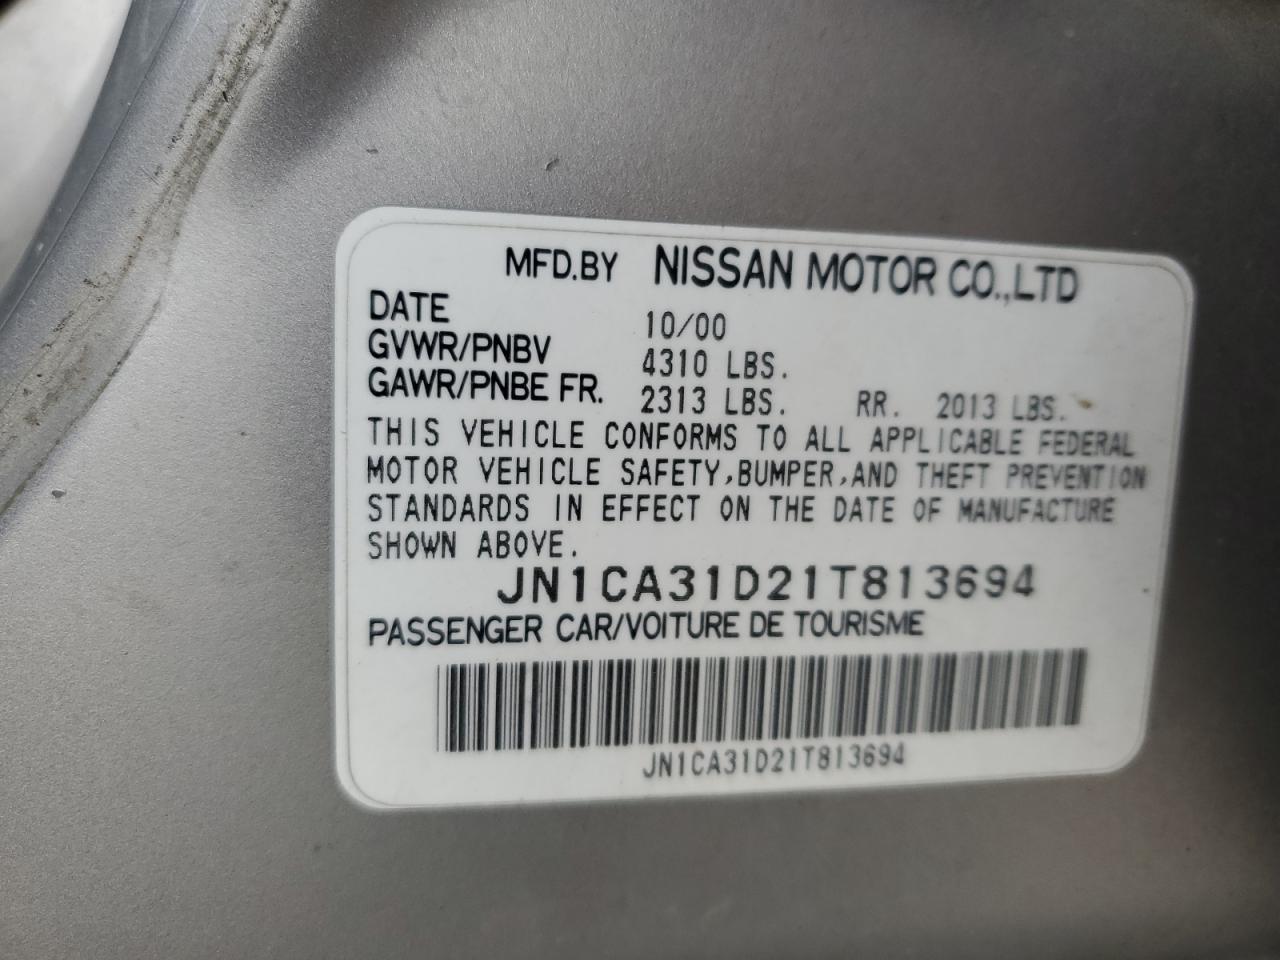 MFD.BY NISSAN MOTOR CO.,LTD
DATE 10/00
GVWR/PNBV 4310 LBS.
GAWR/PNBE FR. 2313 LBS. RR. 2013 LBS.
THIS VEHICLE CONFORMS TO ALL APPLICABLE FEDERAL
MOTOR VEHICLE SAFETY,BUMPER,AND THEFT PREVENTION
STANDARDS IN EFFECT ON THE DATE OF MANUFACTURE
SHOWN ABOVE.
JN1CA31D21T813694
PASSENGER CAR/VOITURE DE TOURISME
JN1CA31D21T813694